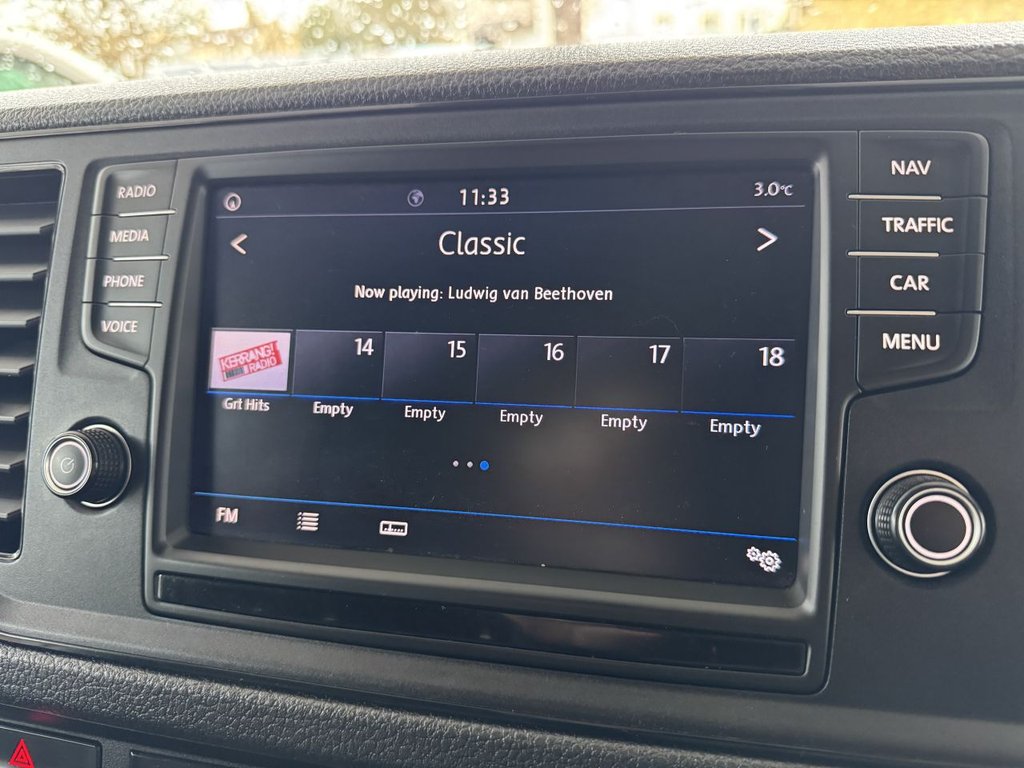 RADIO
MEDIA
PHONE
VOICE
11:33
3.0°C
< Classic >
Now playing: Ludwig van Beethoven
KERRANG!
RADIO
14 15 16 17 18
Grt Hits Empty Empty Empty Empty Empty
FM
NAV
TRAFFIC
CAR
MENU